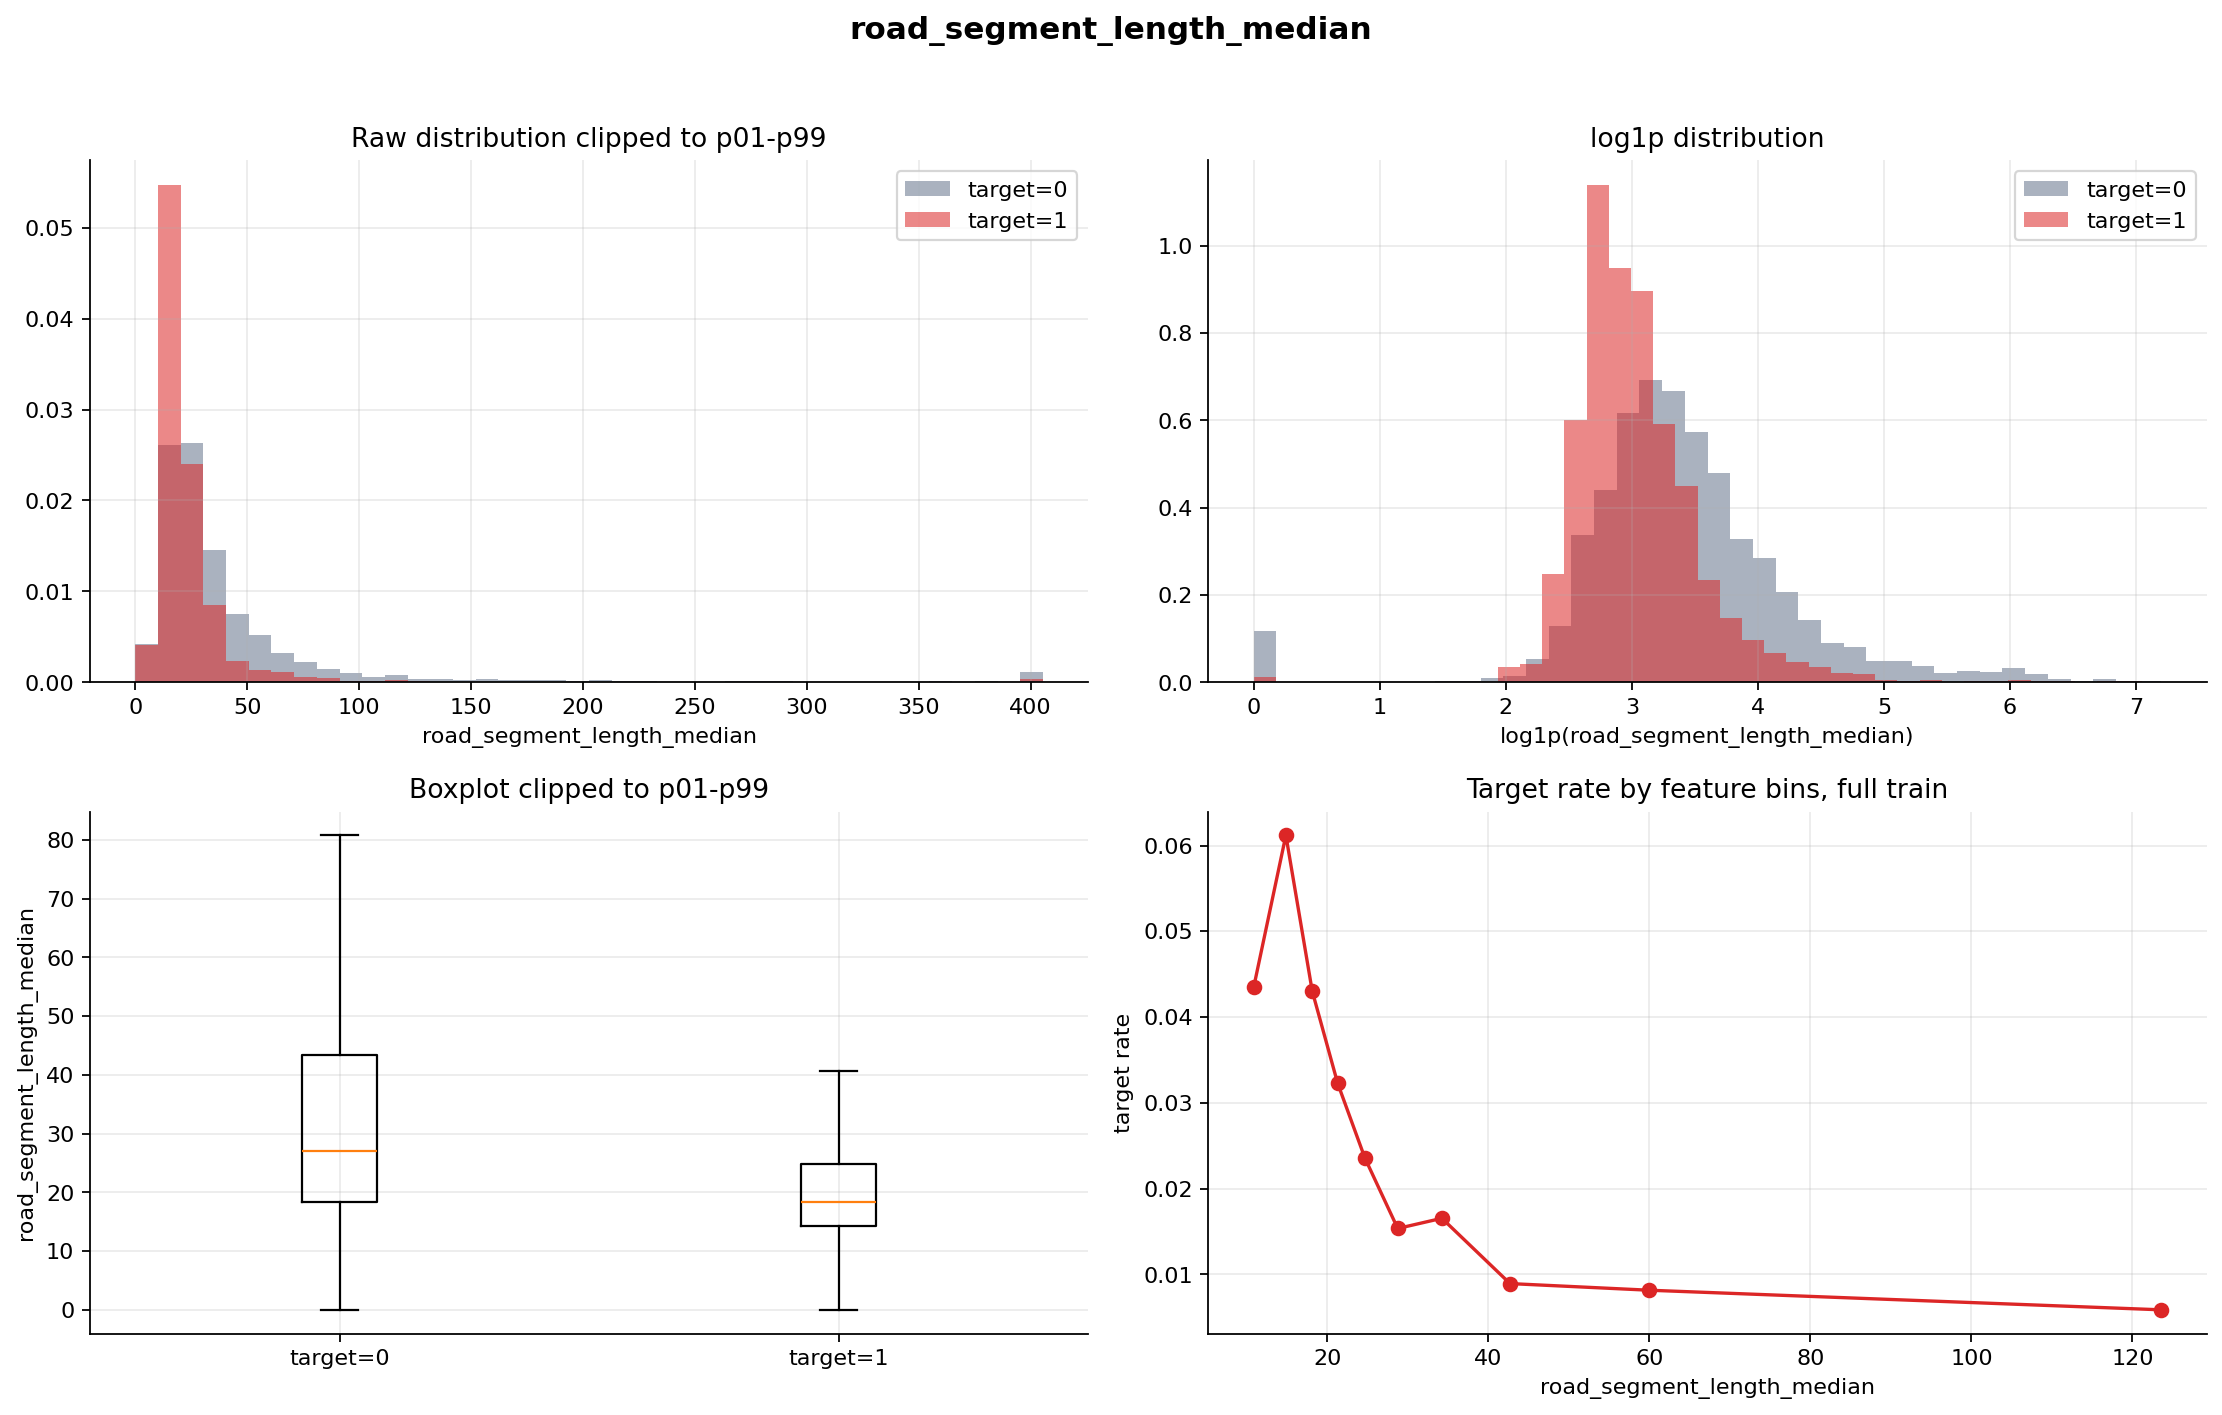 road_segment_length_median
Raw distribution clipped to p01-p99
target=0
target=1
0.05
0.04
0.03
0.02
0.01
0.00
0 50 100 150 200 250 300 350 400
road_segment_length_median
log1p distribution
target=0
target=1
1.0
0.8
0.6
0.4
0.2
0.0
0 1 2 3 4 5 6 7
log1p(road_segment_length_median)
Boxplot clipped to p01-p99
road_segment_length_median
80
70
60
50
40
30
20
10
0
target=0 target=1
Target rate by feature bins, full train
target rate
0.06
0.05
0.04
0.03
0.02
0.01
20 40 60 80 100 120
road_segment_length_median